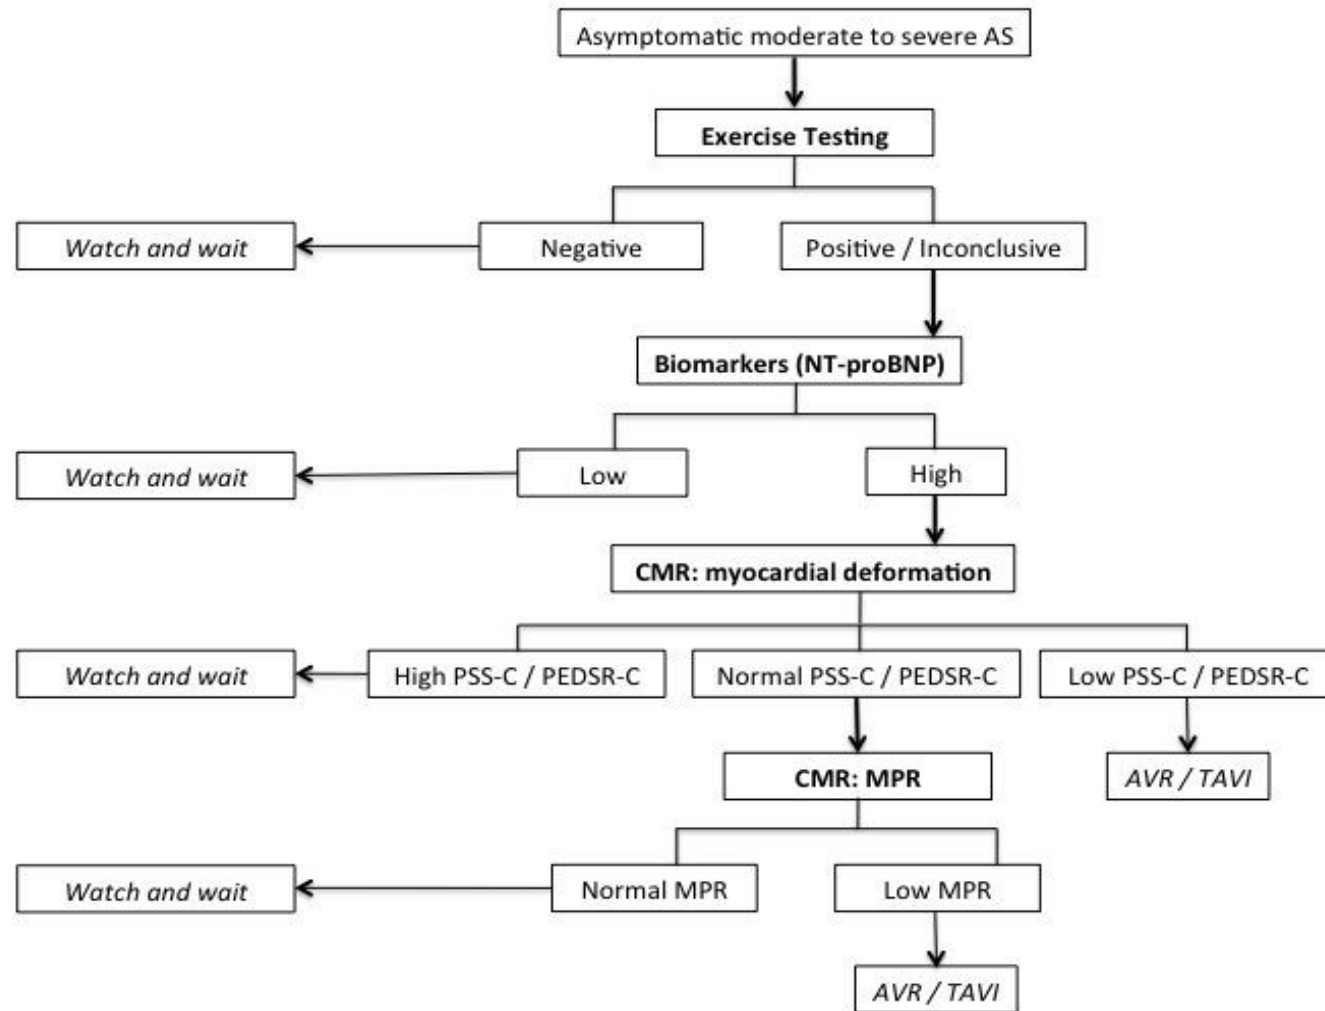 Asymptomatic moderate to severe AS
Exercise Testing
Watch and wait
Negative
Positive / Inconclusive
Biomarkers (NT-proBNP)
Watch and wait
Low
High
CMR: myocardial deformation
Watch and wait
High PSS-C / PEDSR-C
Normal PSS-C / PEDSR-C
Low PSS-C / PEDSR-C
CMR: MPR
AVR / TAVI
Watch and wait
Normal MPR
Low MPR
AVR / TAVI